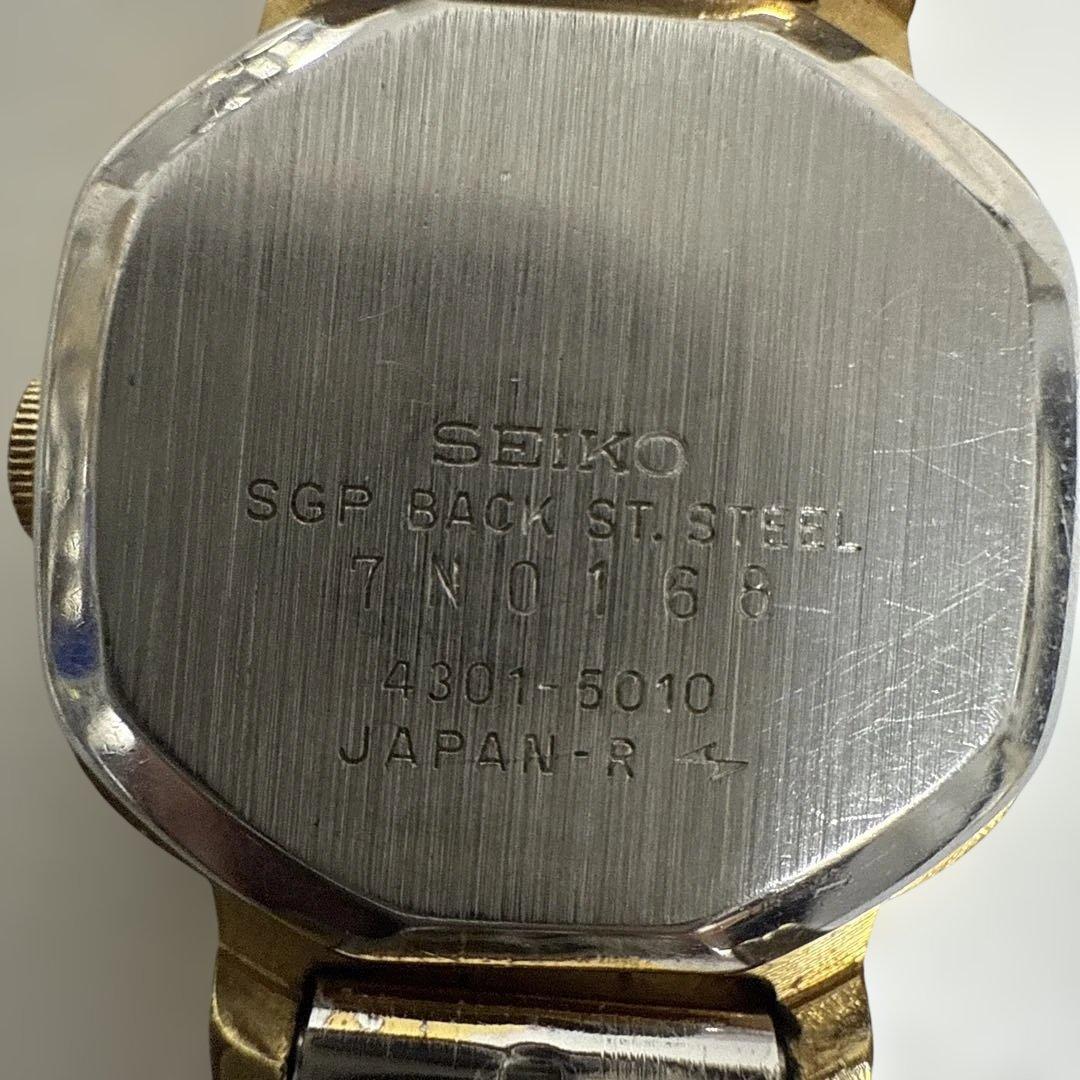 SEIKO
SGP BACK ST. STEEL
7N0168
4301-5010
JAPAN-R